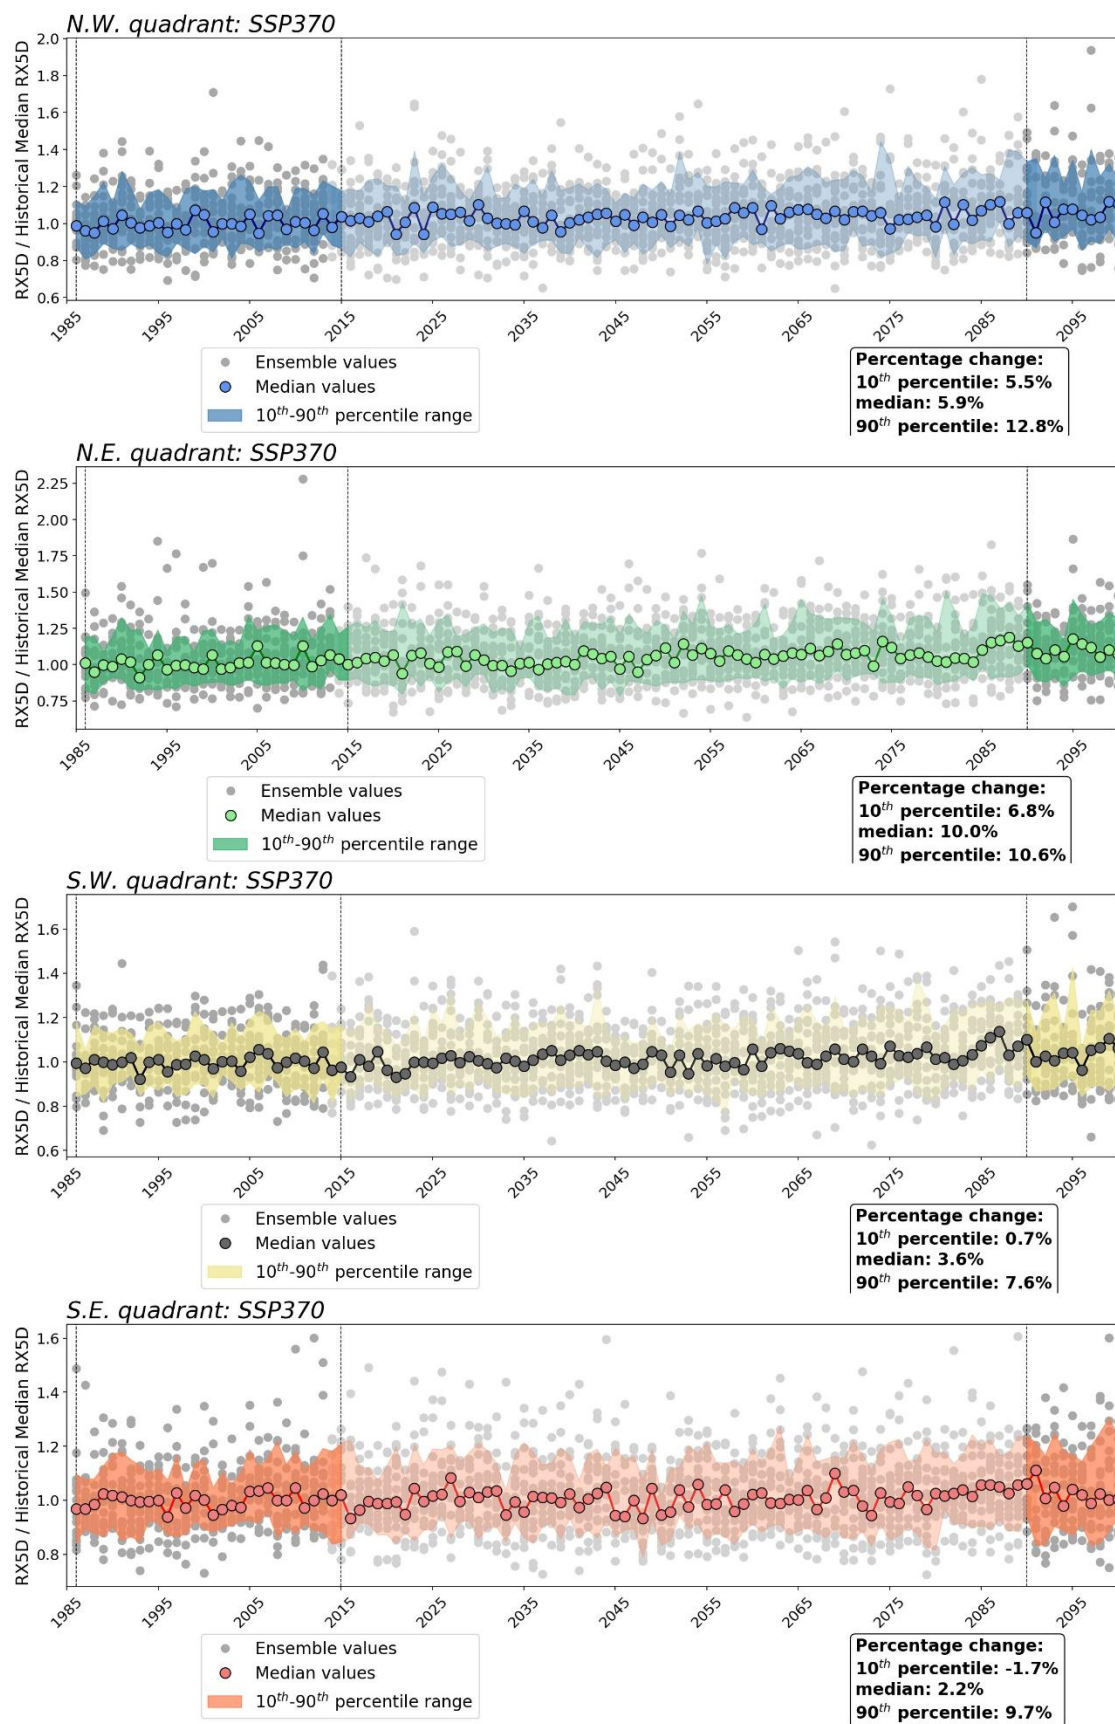 N.W. quadrant: SSP370
RX5D / Historical Median RX5D
2.0
1.8
1.6
1.4
1.2
1.0
0.8
0.6
1985 1995 2005 2015 2025 2035 2045 2055 2065 2075 2085 2095
Ensemble values
Median values
10th-90th percentile range
Percentage change:
10th percentile: 5.5%
median: 5.9%
90th percentile: 12.8%
N.E. quadrant: SSP370
RX5D / Historical Median RX5D
2.25
2.00
1.75
1.50
1.25
1.00
0.75
1985 1995 2005 2015 2025 2035 2045 2055 2065 2075 2085 2095
Ensemble values
Median values
10th-90th percentile range
Percentage change:
10th percentile: 6.8%
median: 10.0%
90th percentile: 10.6%
S.W. quadrant: SSP370
RX5D / Historical Median RX5D
1.6
1.4
1.2
1.0
0.8
0.6
1985 1995 2005 2015 2025 2035 2045 2055 2065 2075 2085 2095
Ensemble values
Median values
10th-90th percentile range
Percentage change:
10th percentile: 0.7%
median: 3.6%
90th percentile: 7.6%
S.E. quadrant: SSP370
RX5D / Historical Median RX5D
1.6
1.4
1.2
1.0
0.8
1985 1995 2005 2015 2025 2035 2045 2055 2065 2075 2085 2095
Ensemble values
Median values
10th-90th percentile range
Percentage change:
10th percentile: -1.7%
median: 2.2%
90th percentile: 9.7%